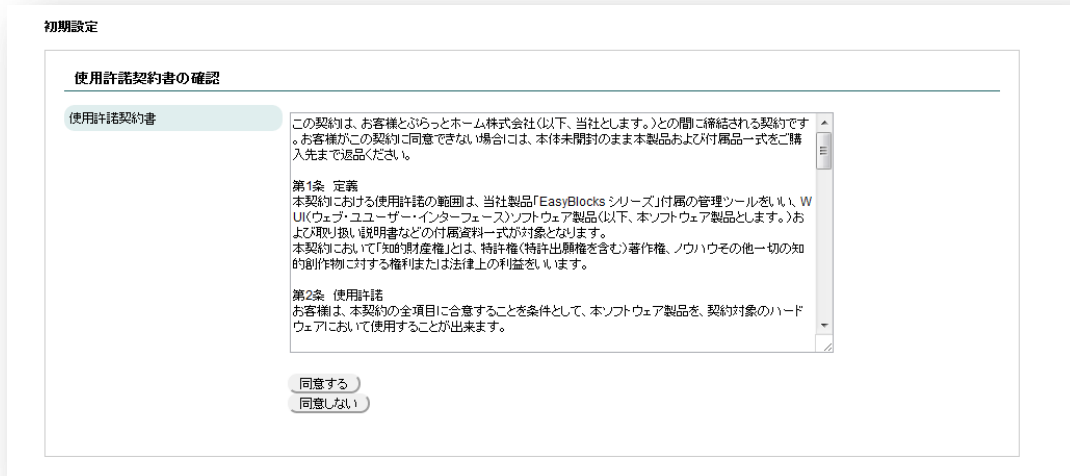 初期設定
使用許諾契約書の確認
使用許諾契約書
この契約は、お客様とぷらっとホーム株式会社(以下、当社とします。)との間に締結される契約です
。お客様がこの契約に同意できない場合には、本体未開封のまま本製品および付属品一式をご購
入先まで返品ください。
第1条 定義
本契約における使用許諾の範囲は、当社製品「EasyBlocks シリーズ」付属の管理ツールをいい、W
UI(ウェブ・ユユーザー・インターフェース)ソフトウェア製品(以下、本ソフトウェア製品とします。)お
よび取り扱い説明書などの付属資料一式が対象となります。
本契約において「知的財産権」とは、特許権(特許出願権を含む)著作権、ノウハウその他一切の知
的創作物に対する権利または法律上の利益をいいます。
第2条 使用許諾
お客様は、本契約の全項目に合意することを条件として、本ソフトウェア製品を、契約対象のハード
ウェアにおいて使用することが出来ます。
同意する
同意しない